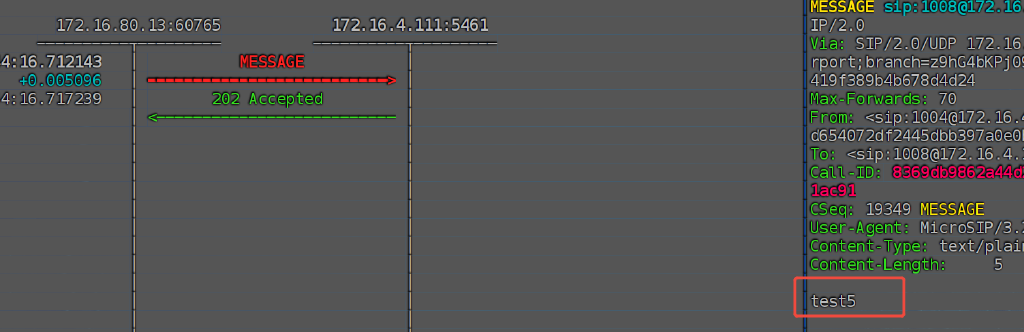 172.16.80.13:60765
172.16.4.111:5461
4:16.712143
MESSAGE
+0.005096
4:16.717239
202 Accepted
MESSAGE sip:1008@172.16
IP/2.0
Via: SIP/2.0/UDP 172.16
rport;branch=z9hG4bKPj09
419f389b4b678d4d24
Max-Forwards: 70
From: <sip:1004@172.16.4
d654072df2445dbb397a0e0
To: <sip:1008@172.16.4.
Call-ID: 8369db9862a44d
1ac91
CSeq: 19349 MESSAGE
User-Agent: MicroSIP/3.
Content-Type: text/plain
Content-Length: 5
test5